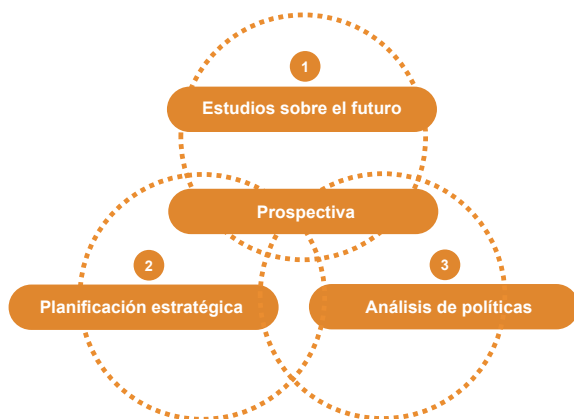 1
Estudios sobre el futuro
Prospectiva
2
3
Planificación estratégica
Análisis de políticas